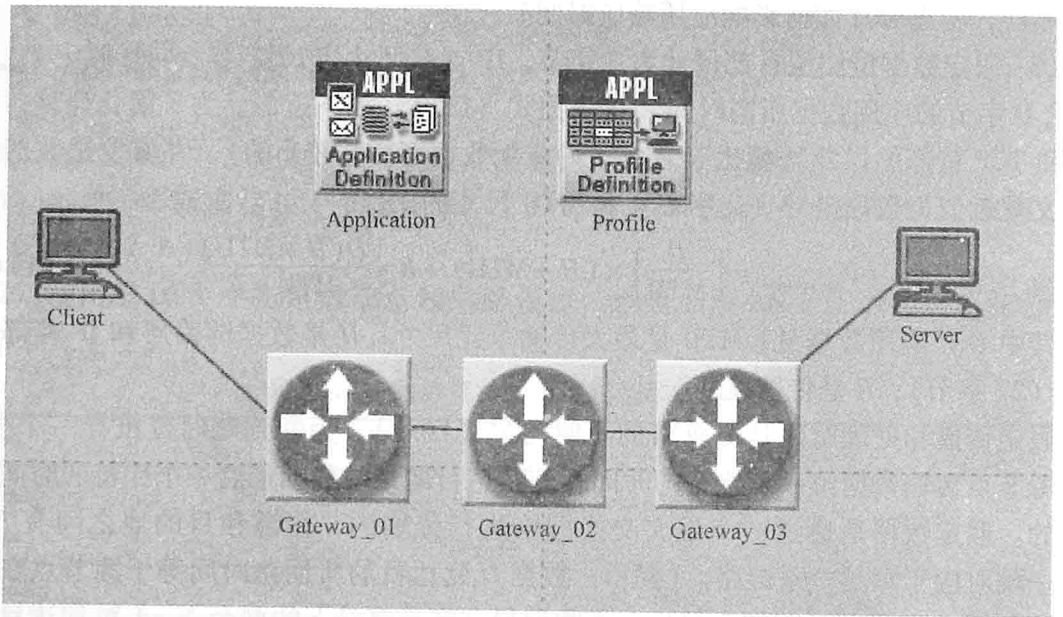 APPL
Application
Definition
Application
APPL
Profile
Definition
Profile
Client
Server
Gateway_01
Gateway_02
Gateway_03